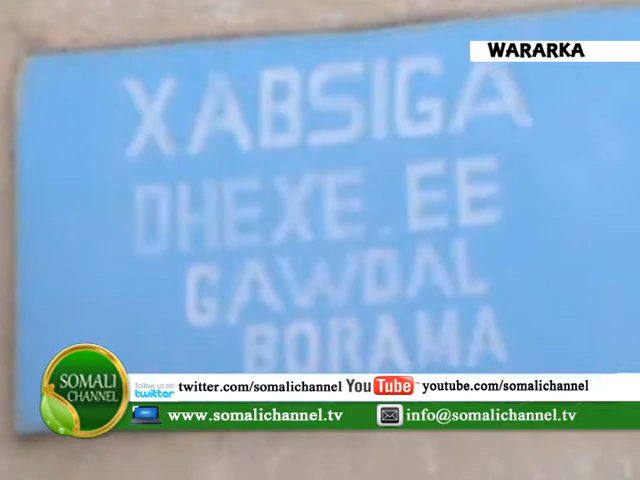 WARARKA
XABSIGA
DHEXE.EE
GAWDAL
BORAMA
SOMALI
CHANNEL
follow us on
twitter
twitter.com/somalichannel
YouTube
youtube.com/somalichannel
www.somalichannel.tv
info@somalichannel.tv